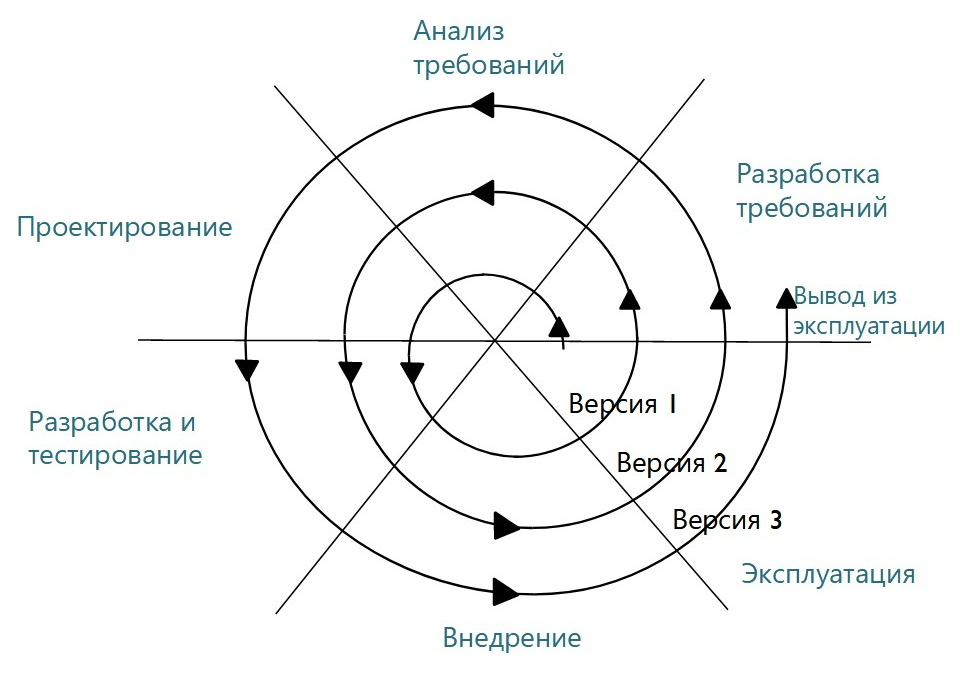 Анализ
требований
Разработка
требований
Проектирование
Вывод из
эксплуатации
Версия 1
Разработка и
тестирование
Версия 2
Версия 3
Эксплуатация
Внедрение